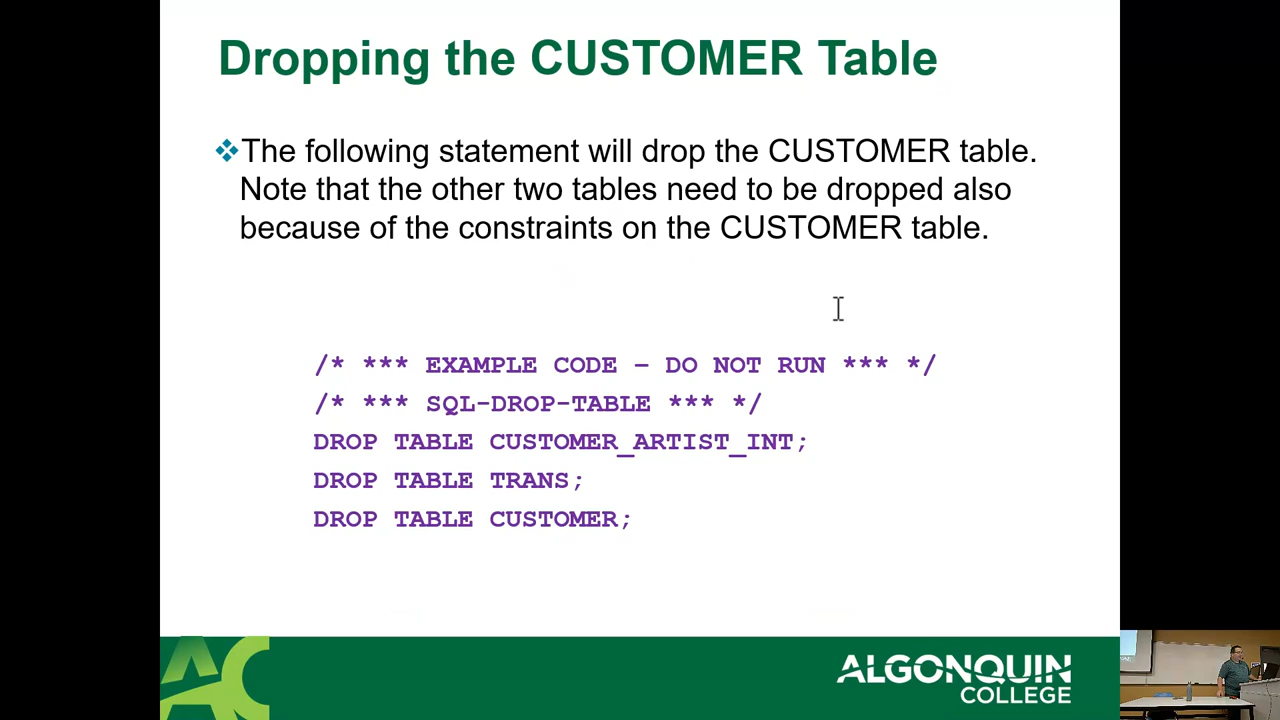 Dropping the CUSTOMER Table
❖The following statement will drop the CUSTOMER table.
Note that the other two tables need to be dropped also
because of the constraints on the CUSTOMER table.
/* *** EXAMPLE CODE – DO NOT RUN *** */
/* *** SQL-DROP-TABLE *** */
DROP TABLE CUSTOMER_ARTIST_INT;
DROP TABLE TRANS;
DROP TABLE CUSTOMER;
AC
ALGONQUIN
COLLEGE